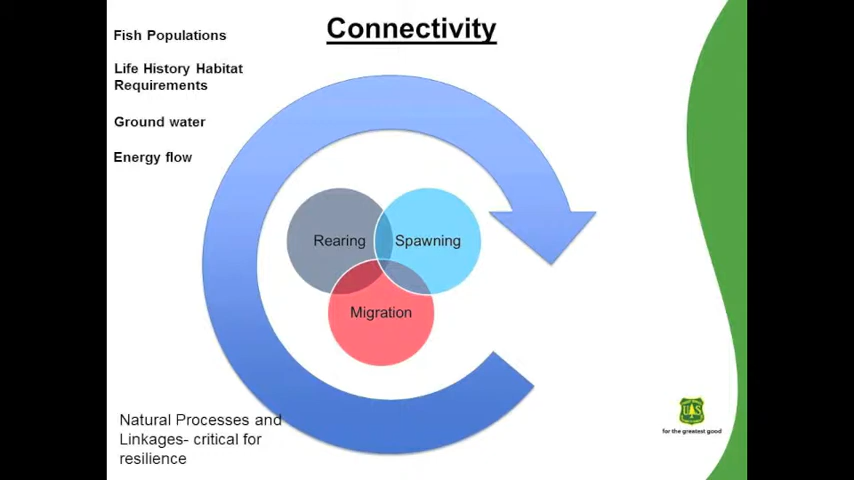 Connectivity
Fish Populations
Life History Habitat
Requirements
Ground water
Energy flow
Rearing
Spawning
Migration
Natural Processes and
Linkages- critical for
resilience
UAS
for the greatest good